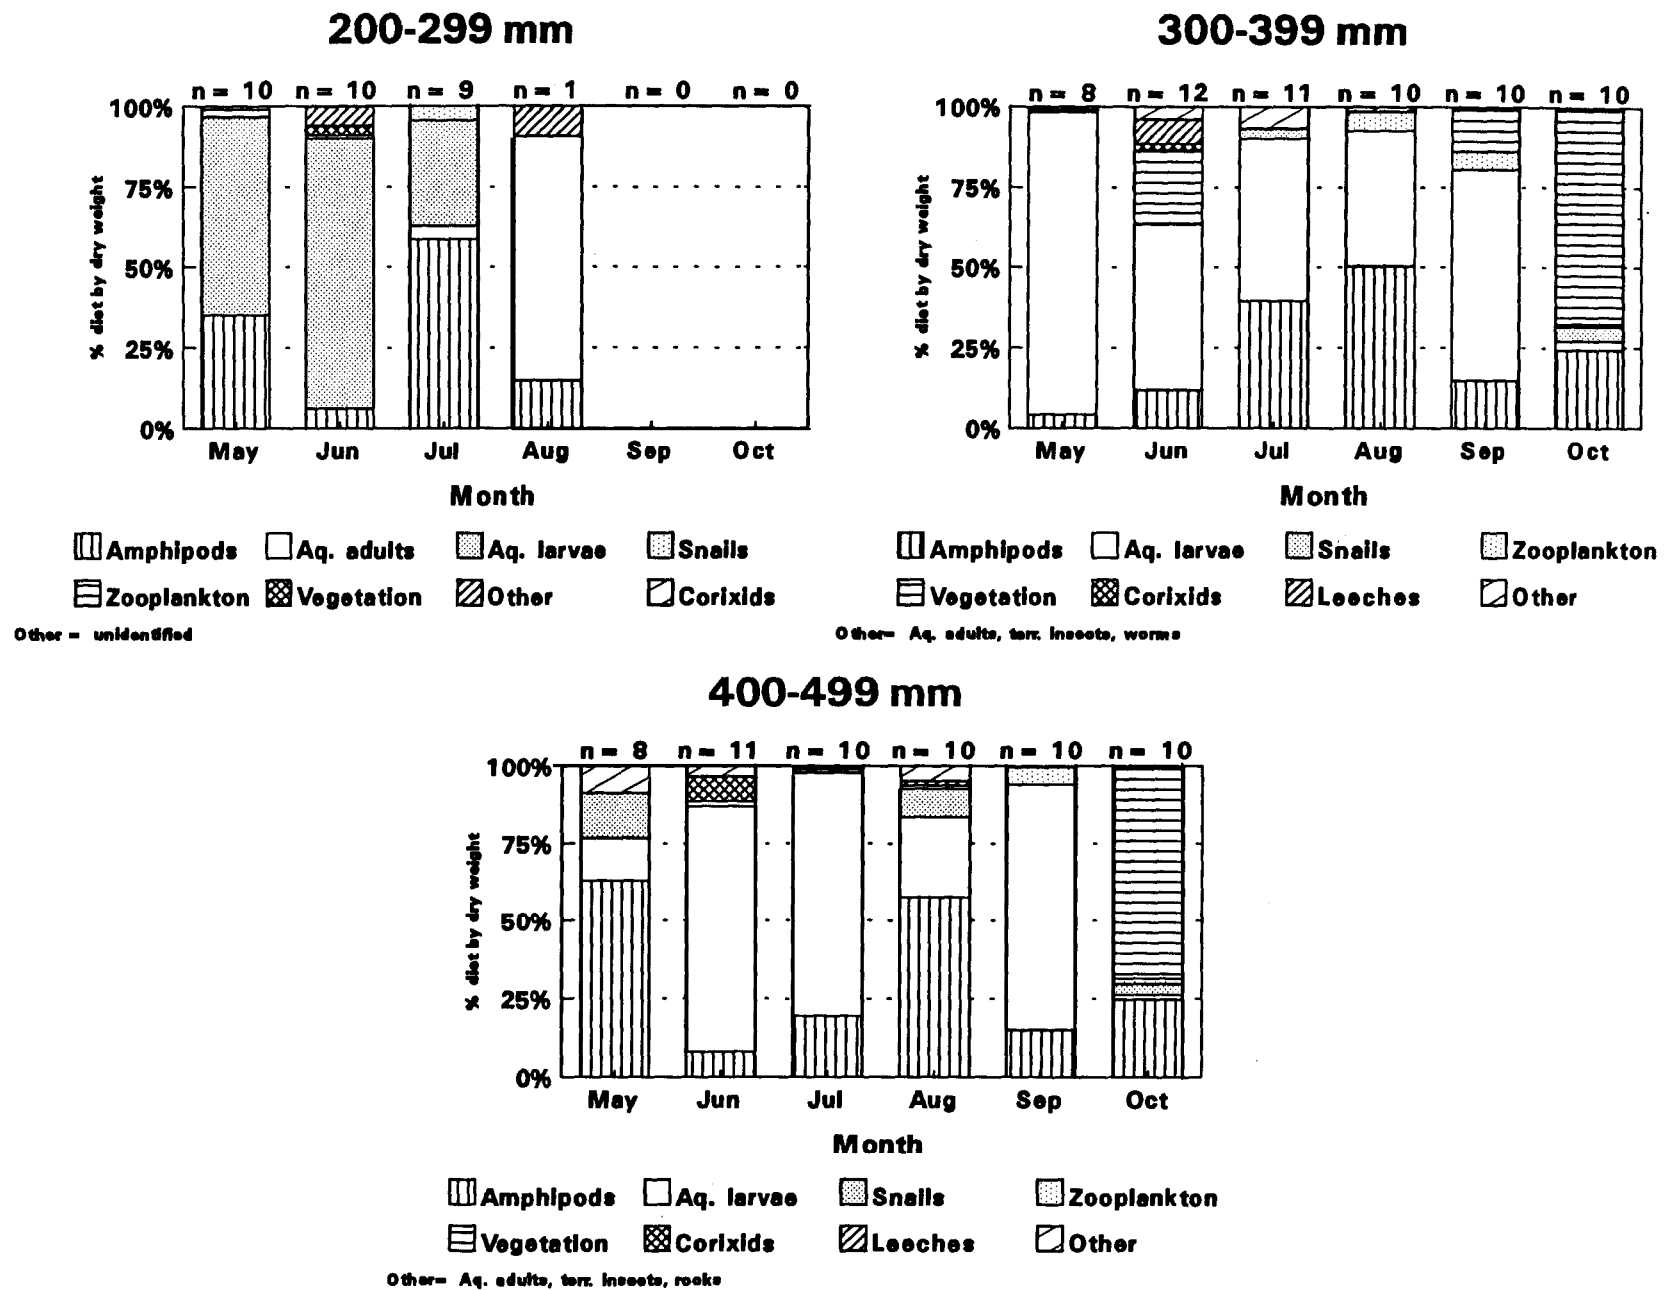 200-299 mm
n = 10 n = 10 n = 9 n = 1 n = 0 n = 0
100%
75%
50%
25%
0%
% diet by dry weight
May Jun Jul Aug Sep Oct
Month
Amphipods Aq. adults Aq. larvae Snails
Zooplankton Vegetation Other Corixids
Other = unidentified
300-399 mm
n = 8 n = 12 n = 11 n = 10 n = 10 n = 10
100%
75%
50%
25%
0%
% diet by dry weight
May Jun Jul Aug Sep Oct
Month
Amphipods Aq. larvae Snails Zooplankton
Vegetation Corixids Leeches Other
Other= Aq. adults, terr. insects, worms
400-499 mm
n = 8 n = 11 n = 10 n = 10 n = 10 n = 10
100%
75%
50%
25%
0%
% diet by dry weight
May Jun Jul Aug Sep Oct
Month
Amphipods Aq. larvae Snails Zooplankton
Vegetation Corixids Leeches Other
Other= Aq. adults, terr. insects, rocks